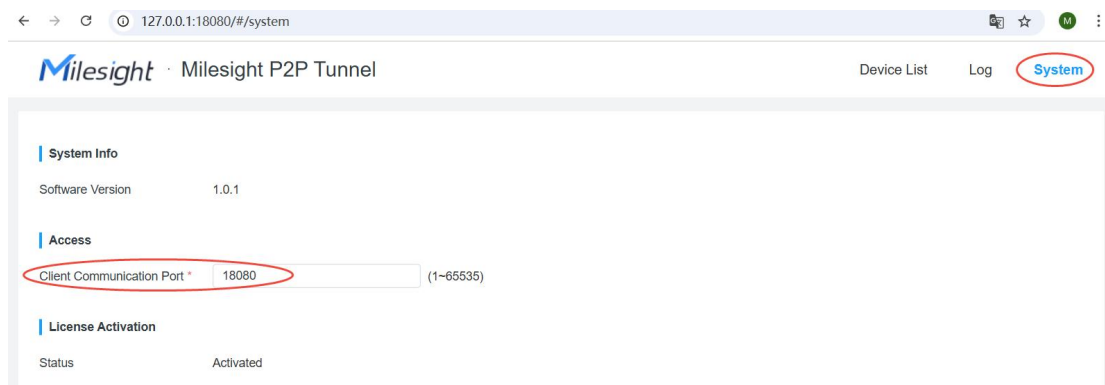 127.0.0.1:18080/#/system
M
Milesight · Milesight P2P Tunnel Device List Log System
System Info
Software Version 1.0.1
Access
Client Communication Port * 18080 (1~65535)
License Activation
Status Activated